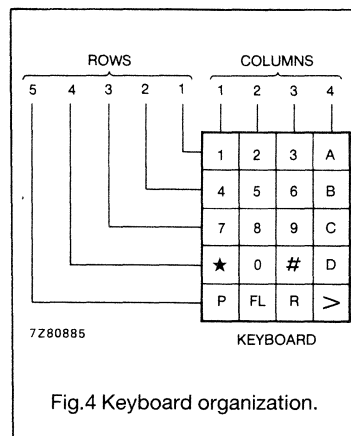 ROWS COLUMNS
5 4 3 2 1 1 2 3 4
1 2 3 A
4 5 6 B
7 8 9 C
★ 0 # D
P FL R >
7Z80885 KEYBOARD
Fig.4 Keyboard organization.